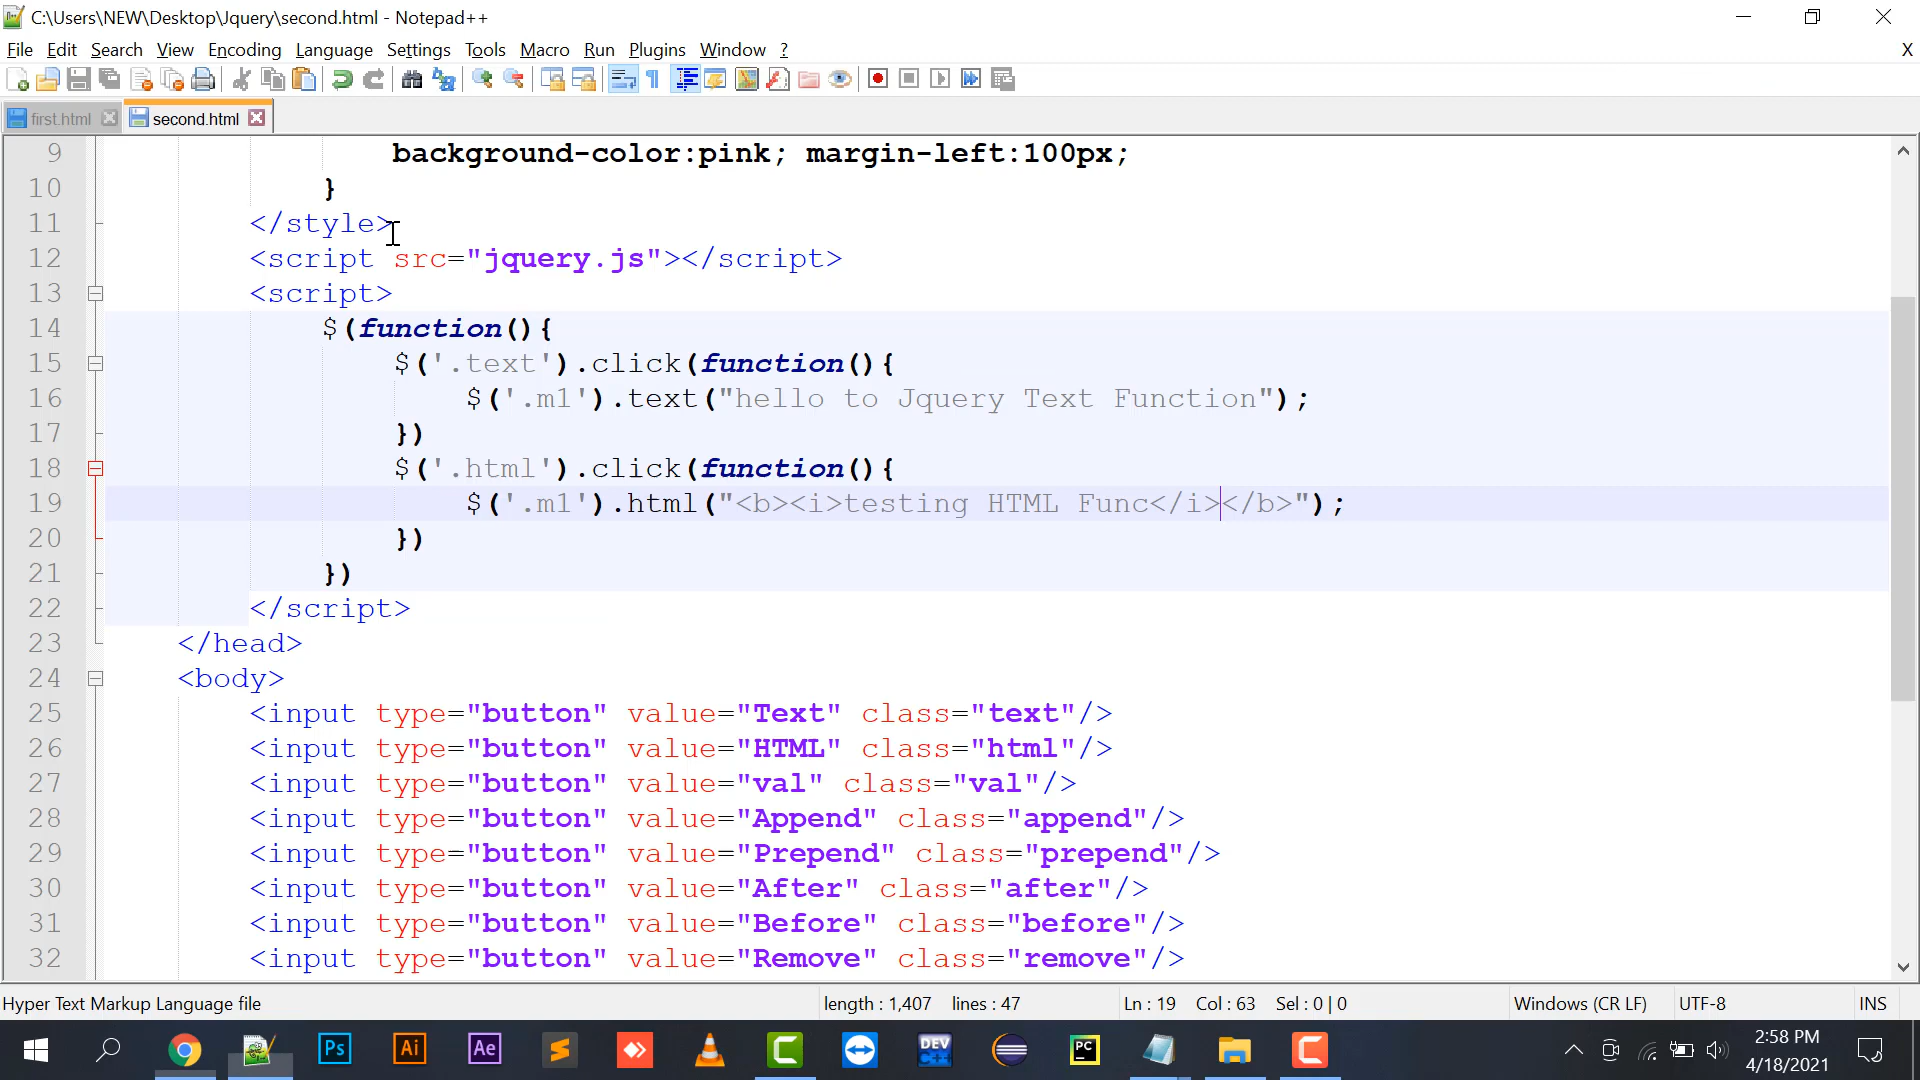 C:\Users\NEW\Desktop\Jquery\second.html - Notepad++
File Edit Search View Encoding Language Settings Tools Macro Run Plugins Window ? X
first.html second.html
9 background-color:pink; margin-left:100px;
10 }
11 </style>
12 <script src="jquery.js"></script>
13 <script>
14 $(function(){
15 $('.text').click(function(){
16 $('.m1').text("hello to Jquery Text Function");
17 })
18 $('.html').click(function(){
19 $('.m1').html("<b><i>testing HTML Func</i></b>");
20 })
21 })
22 </script>
23 </head>
24 <body>
25 <input type="button" value="Text" class="text"/>
26 <input type="button" value="HTML" class="html"/>
27 <input type="button" value="val" class="val"/>
28 <input type="button" value="Append" class="append"/>
29 <input type="button" value="Prepend" class="prepend"/>
30 <input type="button" value="After" class="after"/>
31 <input type="button" value="Before" class="before"/>
32 <input type="button" value="Remove" class="remove"/>
Hyper Text Markup Language file length : 1,407 lines : 47 Ln : 19 Col : 63 Sel : 0 | 0 Windows (CR LF) UTF-8 INS
Ps Ai Ae DEV C++ PC 2:58 PM
4/18/2021